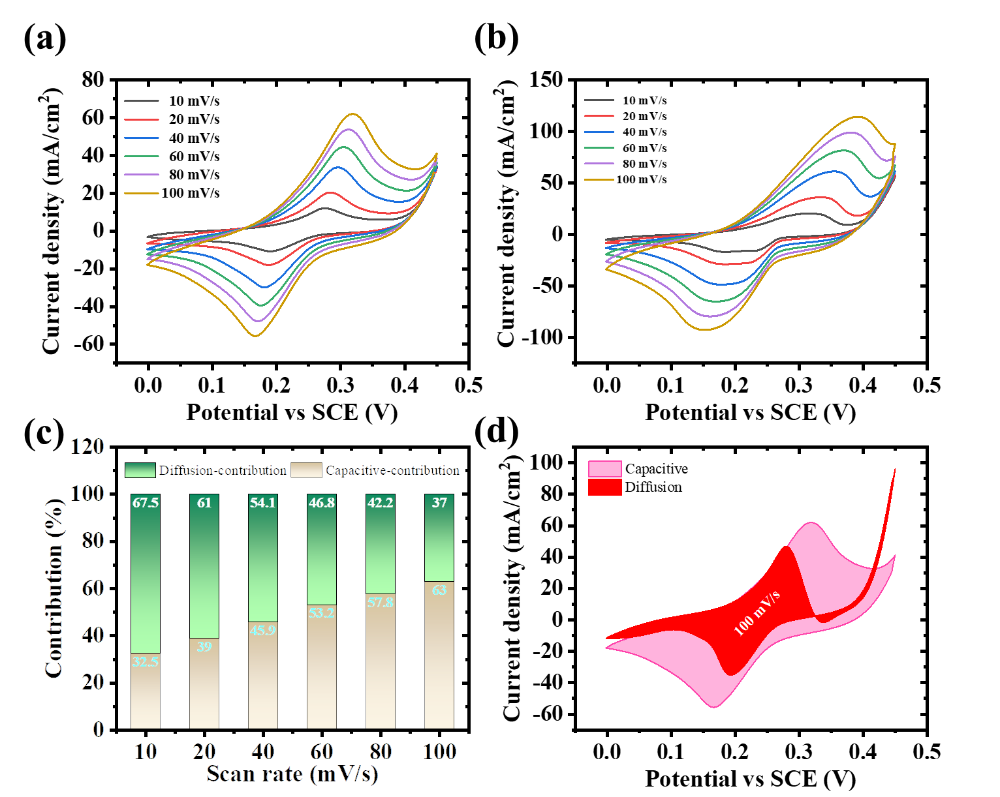 (a)
Current density (mA/cm²)
80
60
40
20
0
-20
-40
-60
10 mV/s
20 mV/s
40 mV/s
60 mV/s
80 mV/s
100 mV/s
0.0 0.1 0.2 0.3 0.4 0.5
Potential vs SCE (V)
(b)
Current density (mA/cm²)
150
100
50
0
-50
-100
10 mV/s
20 mV/s
40 mV/s
60 mV/s
80 mV/s
100 mV/s
0.0 0.1 0.2 0.3 0.4 0.5
Potential vs SCE (V)
(c)
Contribution (%)
120
100
80
60
40
20
0
Diffusion-contribution Capacitive-contribution
67.5 61 54.1 46.8 42.2 37
32.5 39 45.9 53.2 57.8 63
10 20 40 60 80 100
Scan rate (mV/s)
(d)
Current density (mA/cm²)
100
80
60
40
20
0
-20
-40
-60
Capacitive
Diffusion
100 mV/s
0.0 0.1 0.2 0.3 0.4 0.5
Potential vs SCE (V)